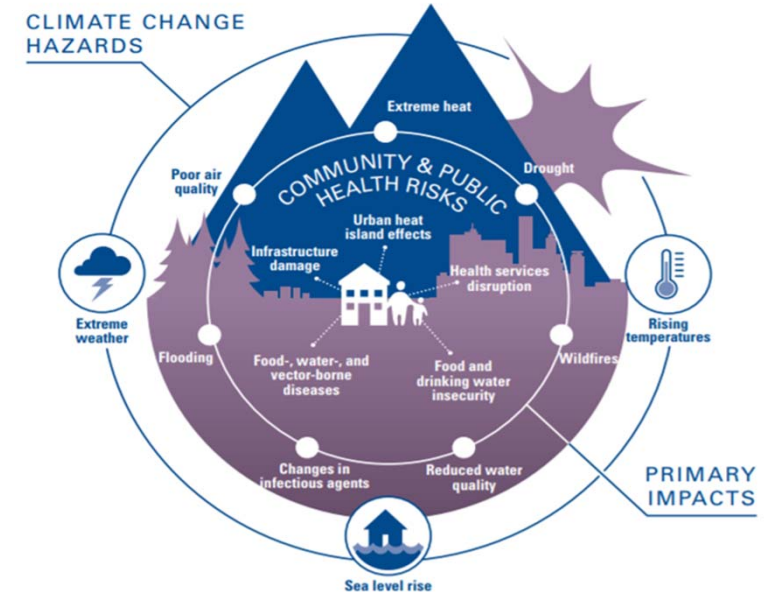 CLIMATE CHANGE
HAZARDS
Extreme heat
Poor air
quality
Drought
COMMUNITY & PUBLIC
HEALTH RISKS
Urban heat
island effects
Infrastructure
damage
Health services
disruption
Extreme
weather
Rising
temperatures
Flooding
Food-, water-, and
vector-borne
diseases
Food and
drinking water
insecurity
Wildfires
Changes in
infectious agents
Reduced water
quality
PRIMARY
IMPACTS
Sea level rise